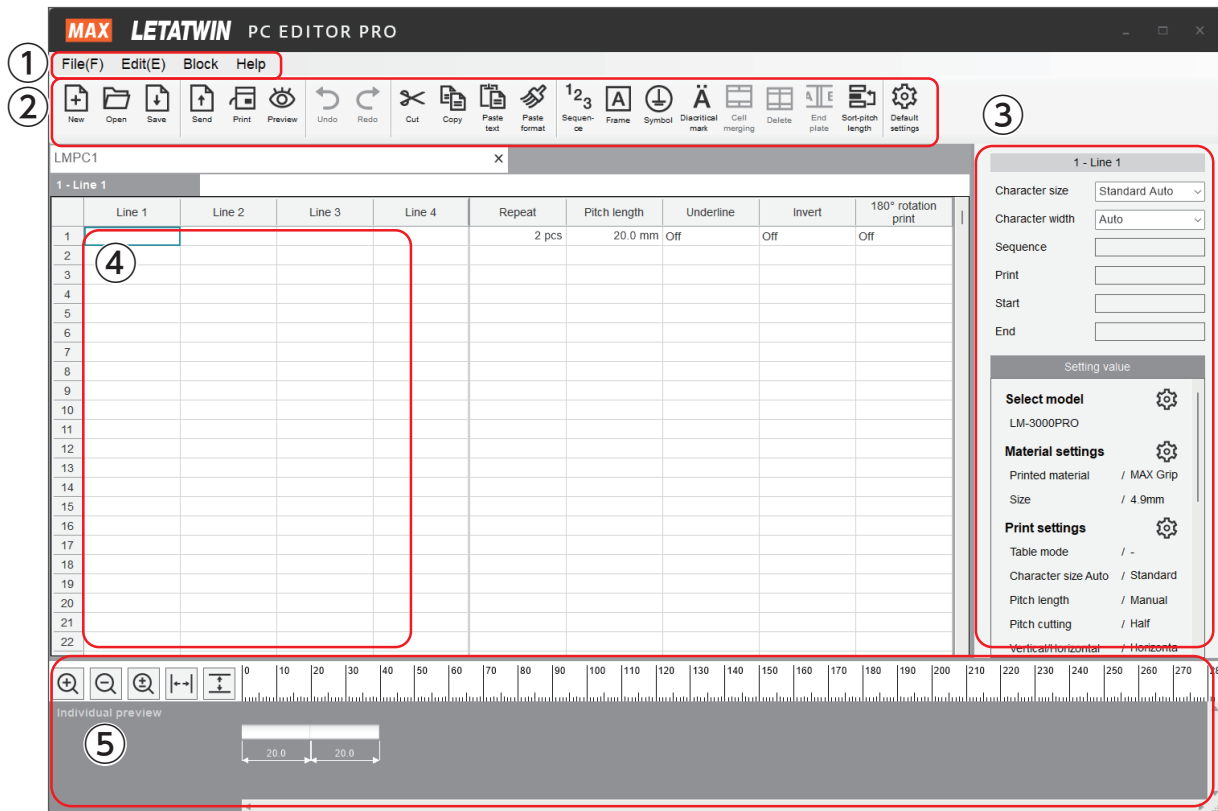 MAX LETATWIN PC EDITOR PRO
① File(F) Edit(E) Block Help
②
New Open Save Send Print Preview Undo Redo Cut Copy Paste text Paste format Sequen-ce Frame Symbol Diacritical mark Cell merging Delete End plate Sort-pitch length Default settings
③
LMPC1 x
1 - Line 1
Line 1 Line 2 Line 3 Line 4 Repeat Pitch length Underline Invert 180° rotation print
1 2 pcs 20.0 mm Off Off Off
2
3
4
5
6
7
8
9
10
11
12
13
14
15
16
17
18
19
20
21
22
④
1 - Line 1
Character size Standard Auto
Character width Auto
Sequence
Print
Start
End
Setting value
Select model
LM-3000PRO
Material settings
Printed material / MAX Grip
Size / 4.9mm
Print settings
Table mode / -
Character size Auto / Standard
Pitch length / Manual
Pitch cutting / Half
Vertical/Horizontal / Horizonta
0 10 20 30 40 50 60 70 80 90 100 110 120 130 140 150 160 170 180 190 200 210 220 230 240 250 260 270
Individual preview
⑤
20.0 20.0